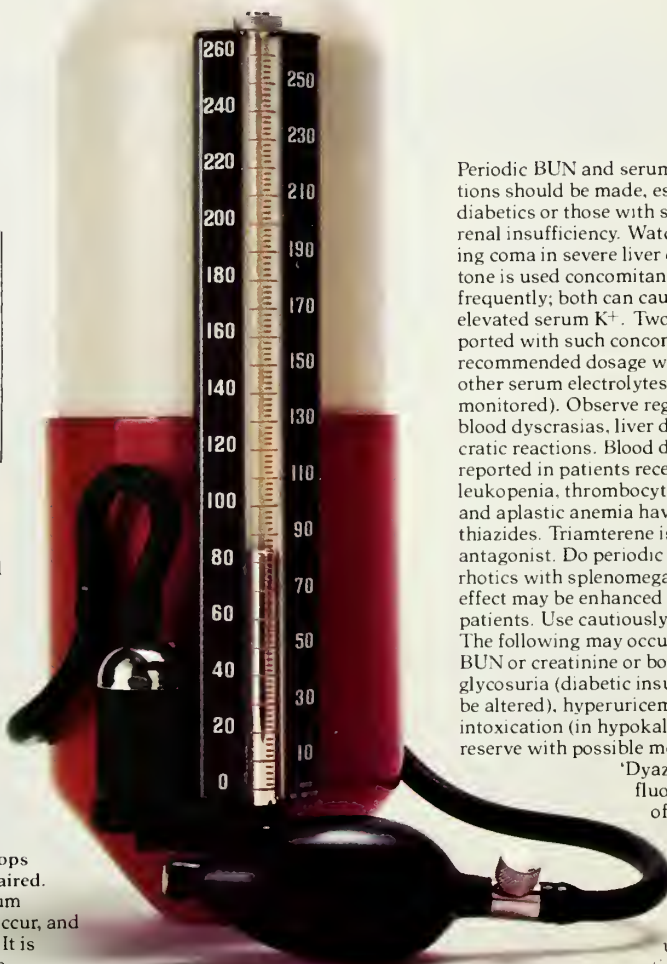 260
240
220
200
180
160
140
120
100
80
60
40
20
0
250
230
210
190
170
150
130
110
90
70
50
30
10
ops
aired.
um
ccur, and
It is
Periodic BUN and serum
tions should be made, es
diabetics or those with s
renal insufficiency. Watc
ing coma in severe liver
tone is used concomitan
frequently; both can cau
elevated serum K+. Two
ported with such concor
recommended dosage w
other serum electrolytes
monitored). Observe reg
blood dyscrasias, liver d
cratic reactions. Blood d
reported in patients rece
leukopenia, thrombocyt
and aplastic anemia hav
thiazides. Triamterene is
antagonist. Do periodic
rhotics with splenomega
effect may be enhanced
patients. Use cautiously
The following may occu
BUN or creatinine or bo
glycosuria (diabetic insu
be altered), hyperuricem
intoxication (in hypokal
reserve with possible me
'Dyaz
fluo
of